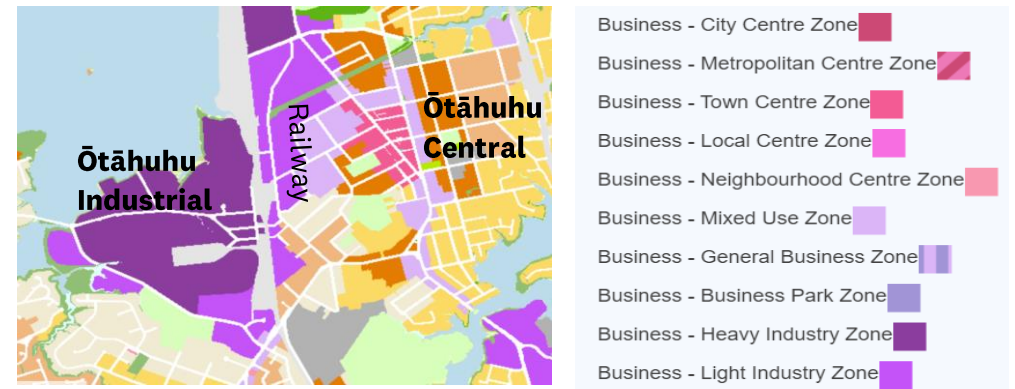 Ōtāhuhu
Industrial
Railway
Ōtāhuhu
Central
Business - City Centre Zone
Business - Metropolitan Centre Zone
Business - Town Centre Zone
Business - Local Centre Zone
Business - Neighbourhood Centre Zone
Business - Mixed Use Zone
Business - General Business Zone
Business - Business Park Zone
Business - Heavy Industry Zone
Business - Light Industry Zone